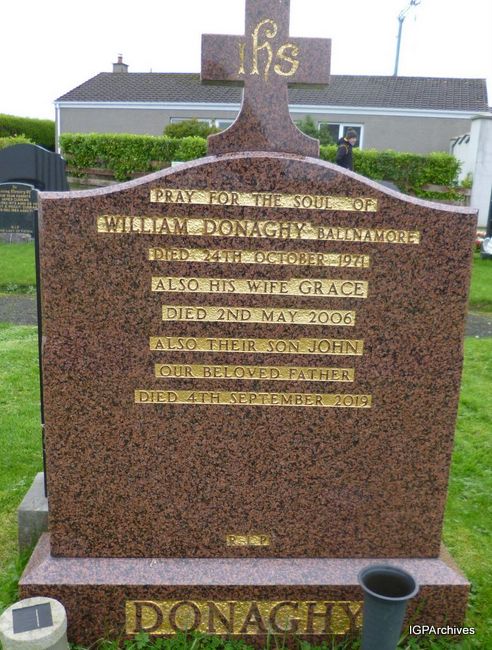 IHS
PRAY FOR THE SOUL OF
WILLIAM DONAGHY BALLNAMORE
DIED 24TH OCTOBER 1971
ALSO HIS WIFE GRACE
DIED 2ND MAY 2006
ALSO THEIR SON JOHN
OUR BELOVED FATHER
DIED 4TH SEPTEMBER 2019
R.I.P
DONAGHY
IGPArchives